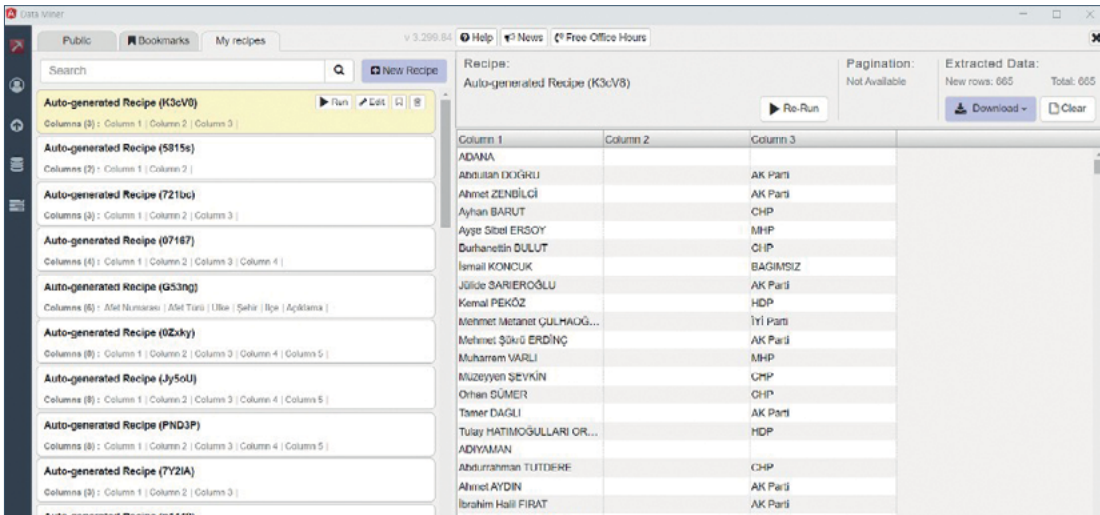 Data Miner
Public
Bookmarks
My recipes
v 3.299.84
Help
News
Free Office Hours
Search
New Recipe
Auto-generated Recipe (K3cV8)
Run
Edit
Columns (3) : Column 1 | Column 2 | Column 3 |
Auto-generated Recipe (5815s)
Columns (2) : Column 1 | Column 2 |
Auto-generated Recipe (721bc)
Columns (3) : Column 1 | Column 2 | Column 3 |
Auto-generated Recipe (07167)
Columns (4) : Column 1 | Column 2 | Column 3 | Column 4 |
Auto-generated Recipe (G53ng)
Columns (6) : Afet Numarası | Afet Türü | Ülke | Şehir | İlçe | Açıklama |
Auto-generated Recipe (0Zxky)
Columns (8) : Column 1 | Column 2 | Column 3 | Column 4 | Column 5 |
Auto-generated Recipe (Jy5oU)
Columns (8) : Column 1 | Column 2 | Column 3 | Column 4 | Column 5 |
Auto-generated Recipe (PND3P)
Columns (8) : Column 1 | Column 2 | Column 3 | Column 4 | Column 5 |
Auto-generated Recipe (7Y2IA)
Columns (3) : Column 1 | Column 2 | Column 3 |
Recipe:
Auto-generated Recipe (K3cV8)
Re-Run
Pagination:
Not Available
Extracted Data:
New rows: 665 Total: 665
Download
Clear
Column 1 Column 2 Column 3
ADANA
Abdullah DOĞRU AK Parti
Ahmet ZENBİLCİ AK Parti
Ayhan BARUT CHP
Ayşe Sibel ERSOY MHP
Burhanettin BULUT CHP
İsmail KONCUK BAĞIMSIZ
Jülide SARIEROĞLU AK Parti
Kemal PEKÖZ HDP
Mehmet Metanet ÇULHAOĞ... İYİ Parti
Mehmet Şükrü ERDİNÇ AK Parti
Muharrem VARLI MHP
Müzeyyen ŞEVKİN CHP
Orhan SÜMER CHP
Tamer DAĞLI AK Parti
Tulay HATIMOĞULLARI OR... HDP
ADIYAMAN
Abdurrahman TUTDERE CHP
Ahmet AYDIN AK Parti
İbrahim Halil FIRAT AK Parti